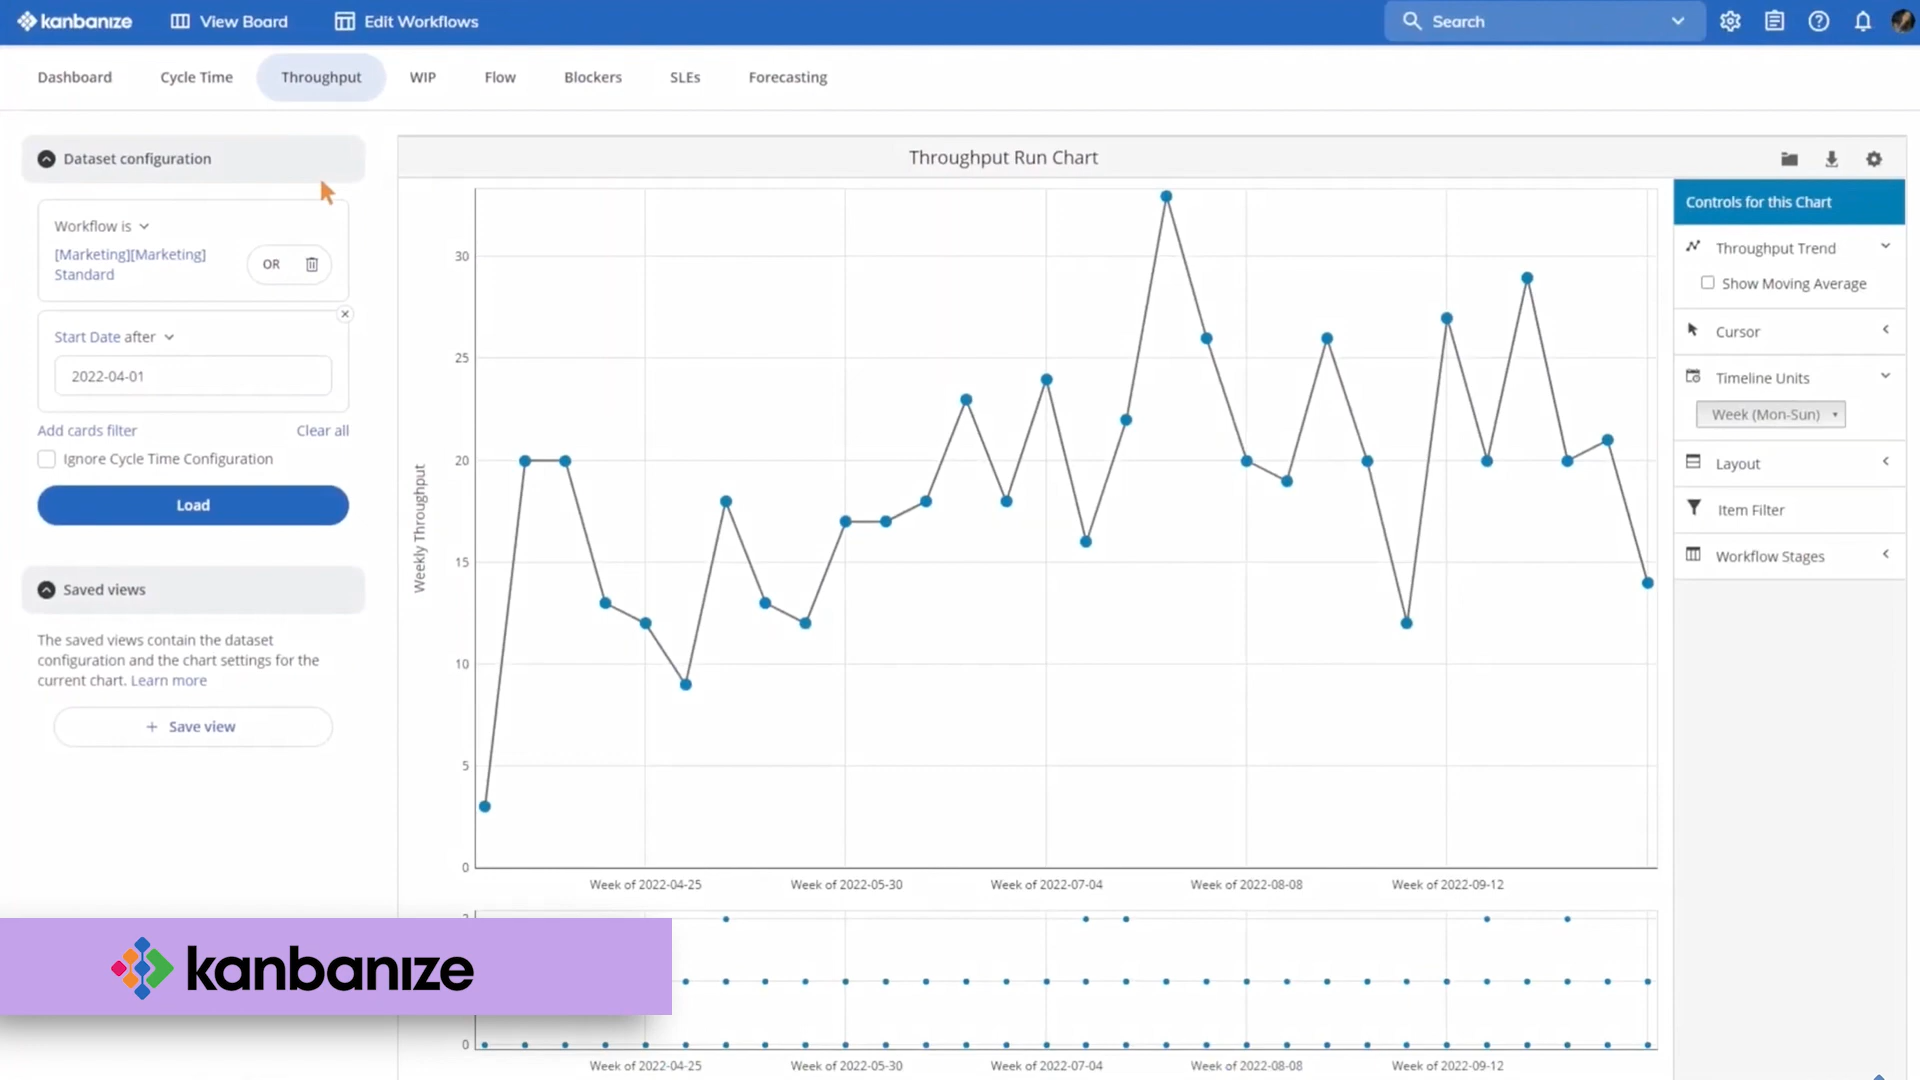 kanbanize
View Board
Edit Workflows
Search
Dashboard
Cycle Time
Throughput
WIP
Flow
Blockers
SLEs
Forecasting
Dataset configuration
Workflow is
[Marketing][Marketing]
Standard
OR
Start Date after
2022-04-01
Add cards filter
Clear all
Ignore Cycle Time Configuration
Load
Saved views
The saved views contain the dataset
configuration and the chart settings for the
current chart. Learn more
+ Save view
Throughput Run Chart
Weekly Throughput
30
25
20
15
10
5
0
Week of 2022-04-25
Week of 2022-05-30
Week of 2022-07-04
Week of 2022-08-08
Week of 2022-09-12
0
Week of 2022-04-25
Week of 2022-05-30
Week of 2022-07-04
Week of 2022-08-08
Week of 2022-09-12
Controls for this Chart
Throughput Trend
Show Moving Average
Cursor
Timeline Units
Week (Mon-Sun)
Layout
Item Filter
Workflow Stages
kanbanize